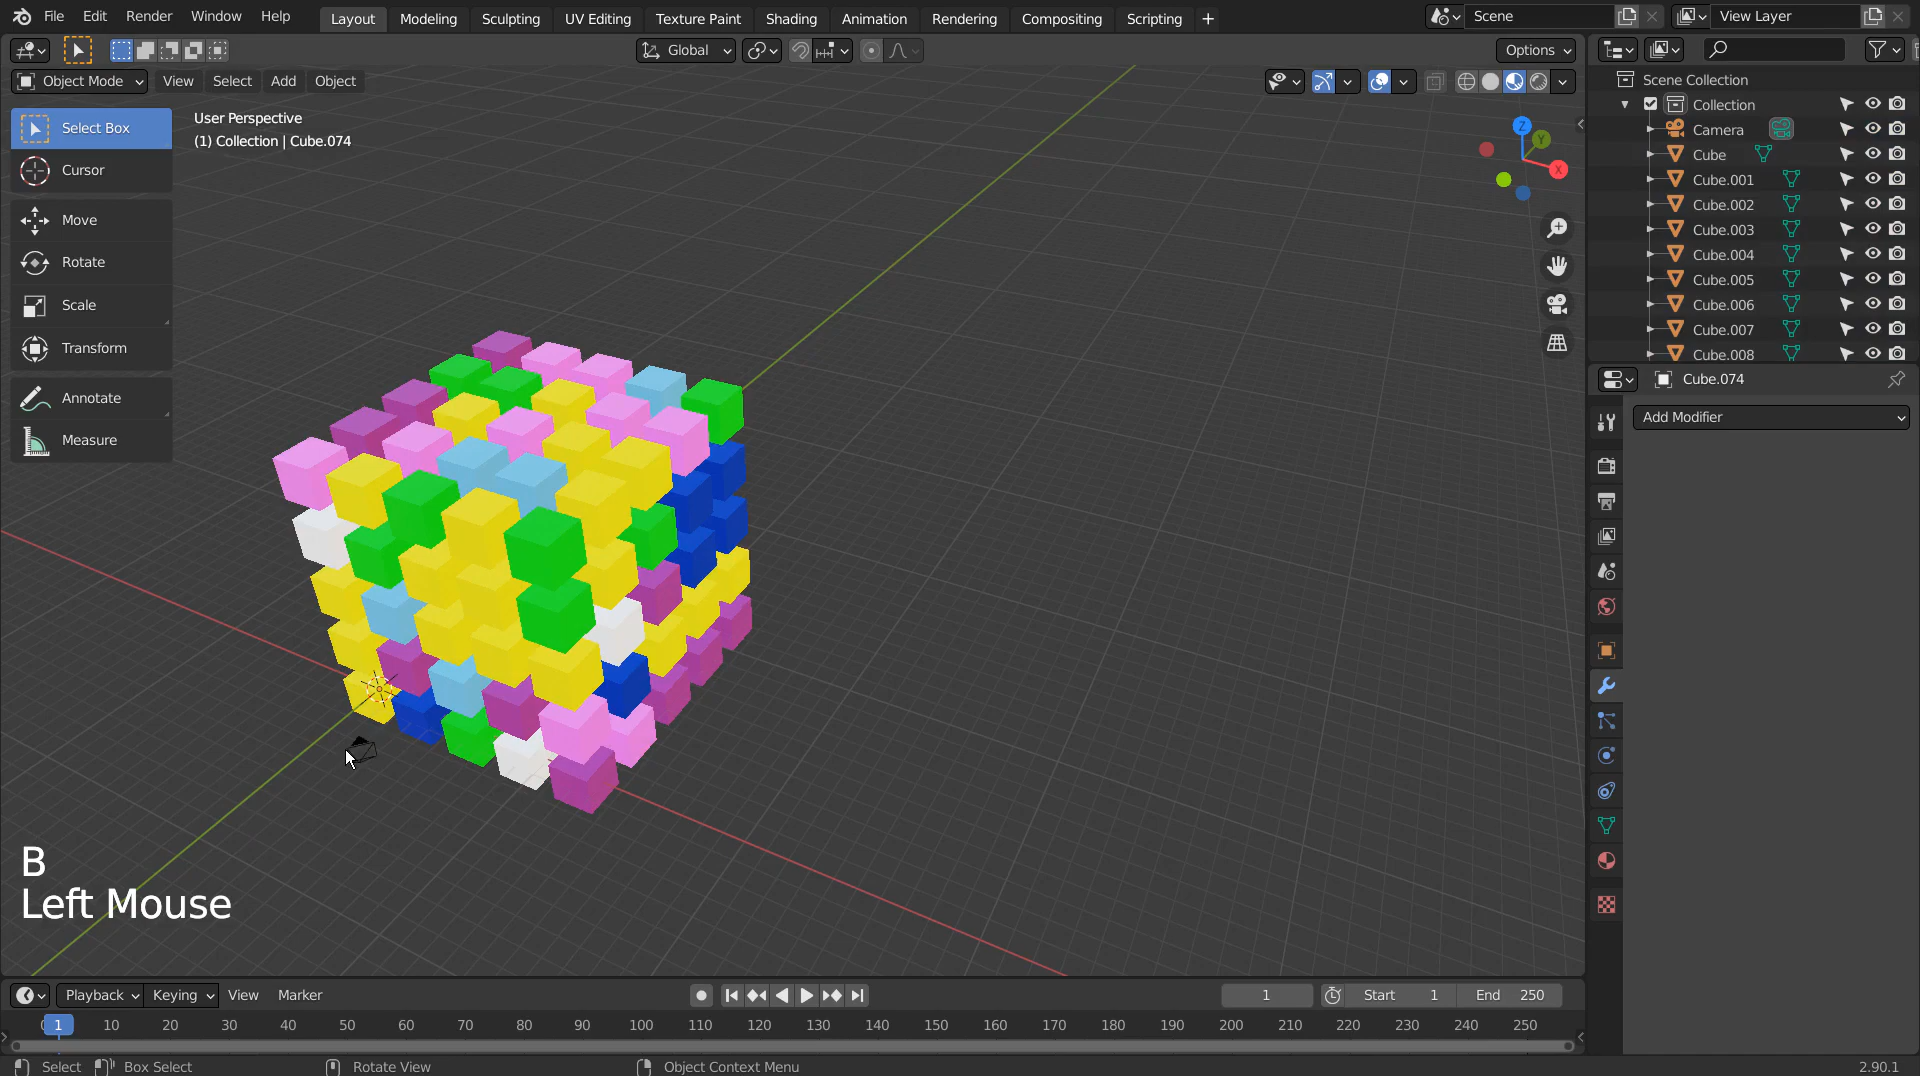 File Edit Render Window Help Layout Modeling Sculpting UV Editing Texture Paint Shading Animation Rendering Compositing Scripting + Scene View Layer
Global Options
Object Mode View Select Add Object
Select Box
Cursor
Move
Rotate
Scale
Transform
Annotate
Measure
User Perspective
(1) Collection | Cube.074
Z
Y
X
B
Left Mouse
Scene Collection
Collection
Camera
Cube
Cube.001
Cube.002
Cube.003
Cube.004
Cube.005
Cube.006
Cube.007
Cube.008
Cube.074
Add Modifier
Playback Keying View Marker 1 Start 1 End 250
1 10 20 30 40 50 60 70 80 90 100 110 120 130 140 150 160 170 180 190 200 210 220 230 240 250
Select Box Select Rotate View Object Context Menu 2.90.1